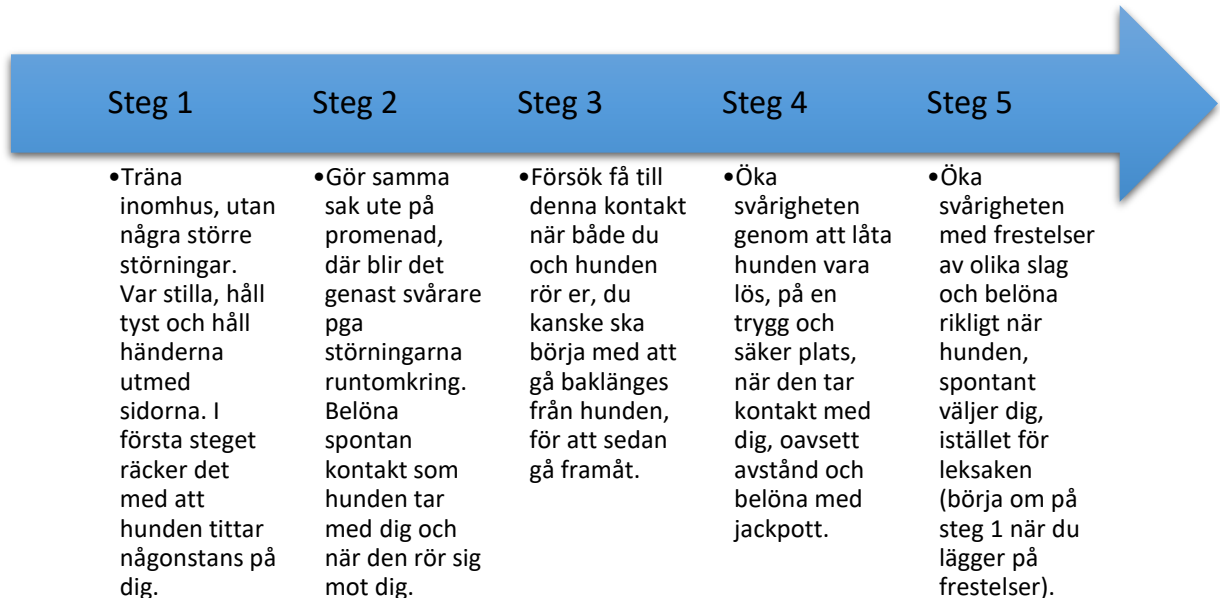 Steg 1
•Träna
inomhus, utan
några större
störningar.
Var stilla, håll
tyst och håll
händerna
utmed
sidorna. I
första steget
räcker det
med att
hunden tittar
någonstans på
dig.
Steg 2
•Gör samma
sak ute på
promenad,
där blir det
genast svårare
pga
störningarna
runtomkring.
Belöna
spontan
kontakt som
hunden tar
med dig och
när den rör sig
mot dig.
Steg 3
•Försök få till
denna kontakt
när både du
och hunden
rör er, du
kanske ska
börja med att
gå baklänges
från hunden,
för att sedan
gå framåt.
Steg 4
•Öka
svårigheten
genom att låta
hunden vara
lös, på en
trygg och
säker plats,
när den tar
kontakt med
dig, oavsett
avstånd och
belöna med
jackpott.
Steg 5
•Öka
svårigheten
med frestelser
av olika slag
och belöna
rikligt när
hunden,
spontant
väljer dig,
istället för
leksaken
(börja om på
steg 1 när du
lägger på
frestelser).